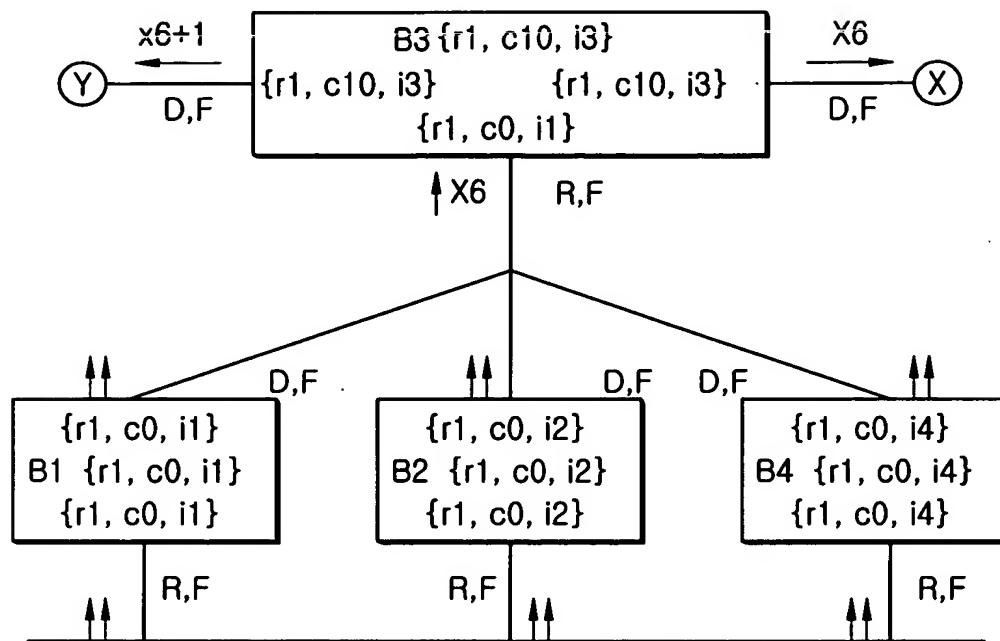 x6+1
B3 {r1, c10, i3}
X6
Y
{r1, c10, i3}
{r1, c10, i3}
X
D,F
D,F
{r1, c0, i1}
X6
R,F
D,F
D,F
D,F
{r1, c0, i1}
{r1, c0, i2}
{r1, c0, i4}
B1 {r1, c0, i1}
B2 {r1, c0, i2}
B4 {r1, c0, i4}
{r1, c0, i1}
{r1, c0, i2}
{r1, c0, i4}
R,F
R,F
R,F